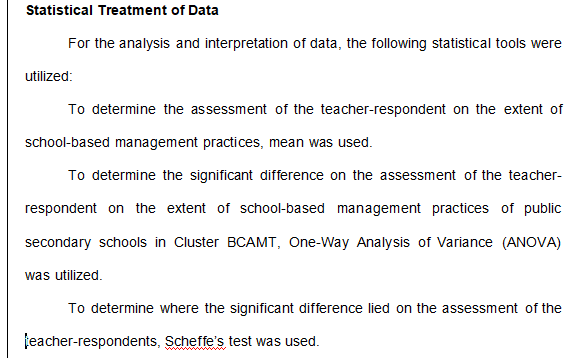 Statistical Treatment of Data
For the analysis and interpretation of data, the following statistical tools were
utilized:
To determine the assessment of the teacher-respondent on the extent of
school-based management practices, mean was used.
To determine the significant difference on the assessment of the teacher-
respondent on the extent of school-based management practices of public
secondary schools in Cluster BCAMT, One-Way Analysis of Variance (ANOVA)
was utilized.
To determine where the significant difference lied on the assessment of the
teacher-respondents, Scheffe's test was used.